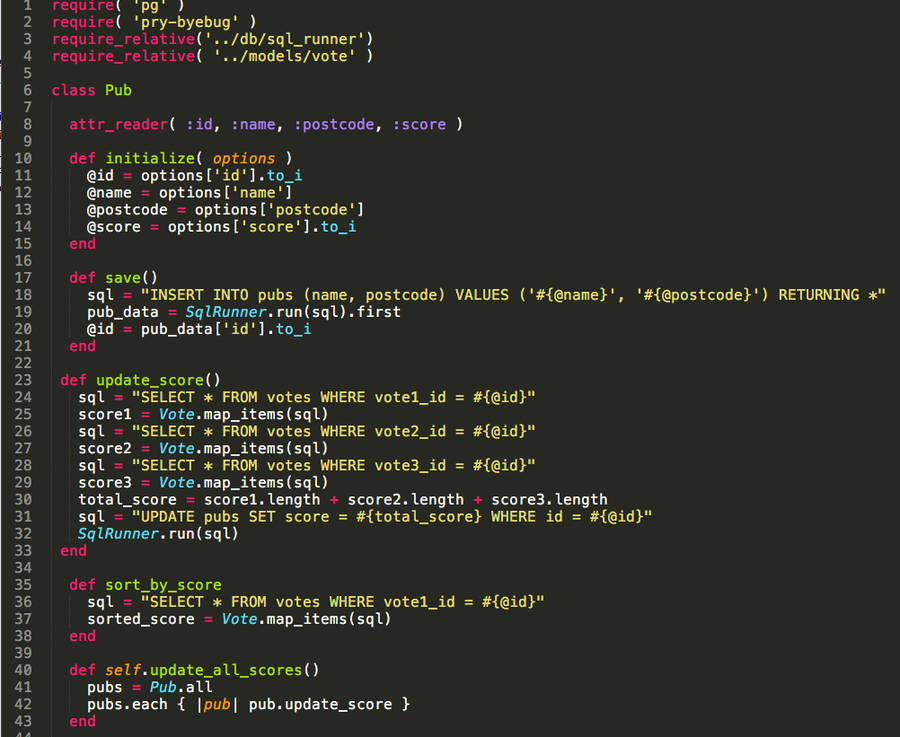 1 require( 'pg' )
2 require( 'pry-byebug' )
3 require_relative('../db/sql_runner')
4 require_relative( '../models/vote' )
5
6 class Pub
7
8 attr_reader( :id, :name, :postcode, :score )
9
10 def initialize( options )
11 @id = options['id'].to_i
12 @name = options['name']
13 @postcode = options['postcode']
14 @score = options['score'].to_i
15 end
16
17 def save()
18 sql = "INSERT INTO pubs (name, postcode) VALUES ('#{@name}', '#{@postcode}') RETURNING *"
19 pub_data = SqlRunner.run(sql).first
20 @id = pub_data['id'].to_i
21 end
22
23 def update_score()
24 sql = "SELECT * FROM votes WHERE vote1_id = #{@id}"
25 score1 = Vote.map_items(sql)
26 sql = "SELECT * FROM votes WHERE vote2_id = #{@id}"
27 score2 = Vote.map_items(sql)
28 sql = "SELECT * FROM votes WHERE vote3_id = #{@id}"
29 score3 = Vote.map_items(sql)
30 total_score = score1.length + score2.length + score3.length
31 sql = "UPDATE pubs SET score = #{total_score} WHERE id = #{@id}"
32 SqlRunner.run(sql)
33 end
34
35 def sort_by_score
36 sql = "SELECT * FROM votes WHERE vote1_id = #{@id}"
37 sorted_score = Vote.map_items(sql)
38 end
39
40 def self.update_all_scores()
41 pubs = Pub.all
42 pubs.each { |pub| pub.update_score }
43 end
44